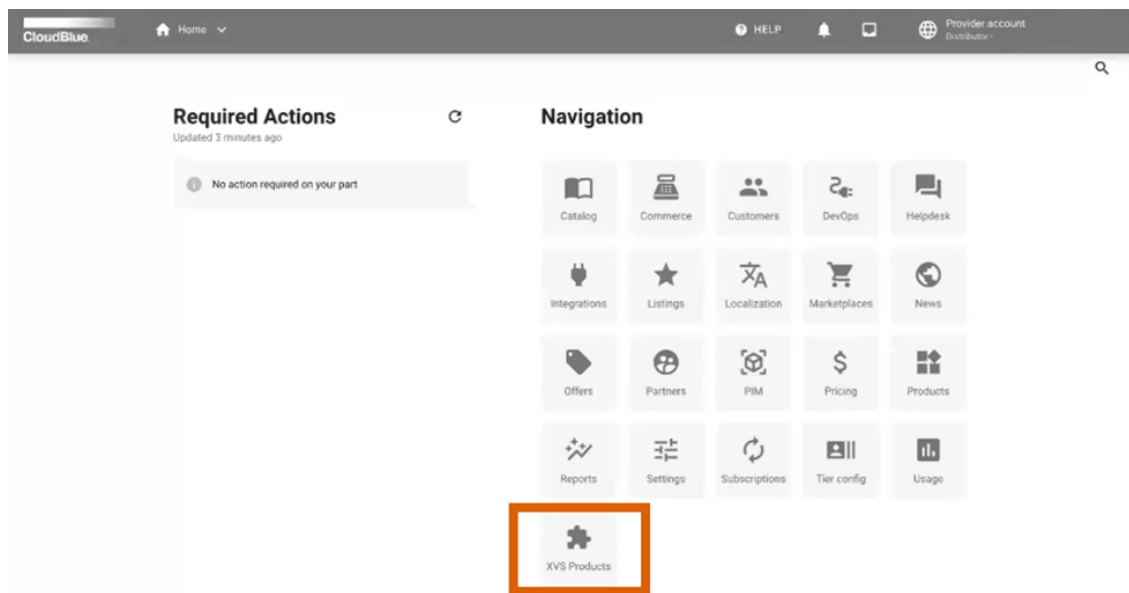 CloudBlue
Home
HELP
Provider account
Distributor
Required Actions
Updated 3 minutes ago
No action required on your part
Navigation
Catalog
Commerce
Customers
DevOps
Helpdesk
Integrations
Listings
Localization
Marketplaces
News
Offers
Partners
PIM
Pricing
Products
Reports
Settings
Subscriptions
Tier config
Usage
XVS Products